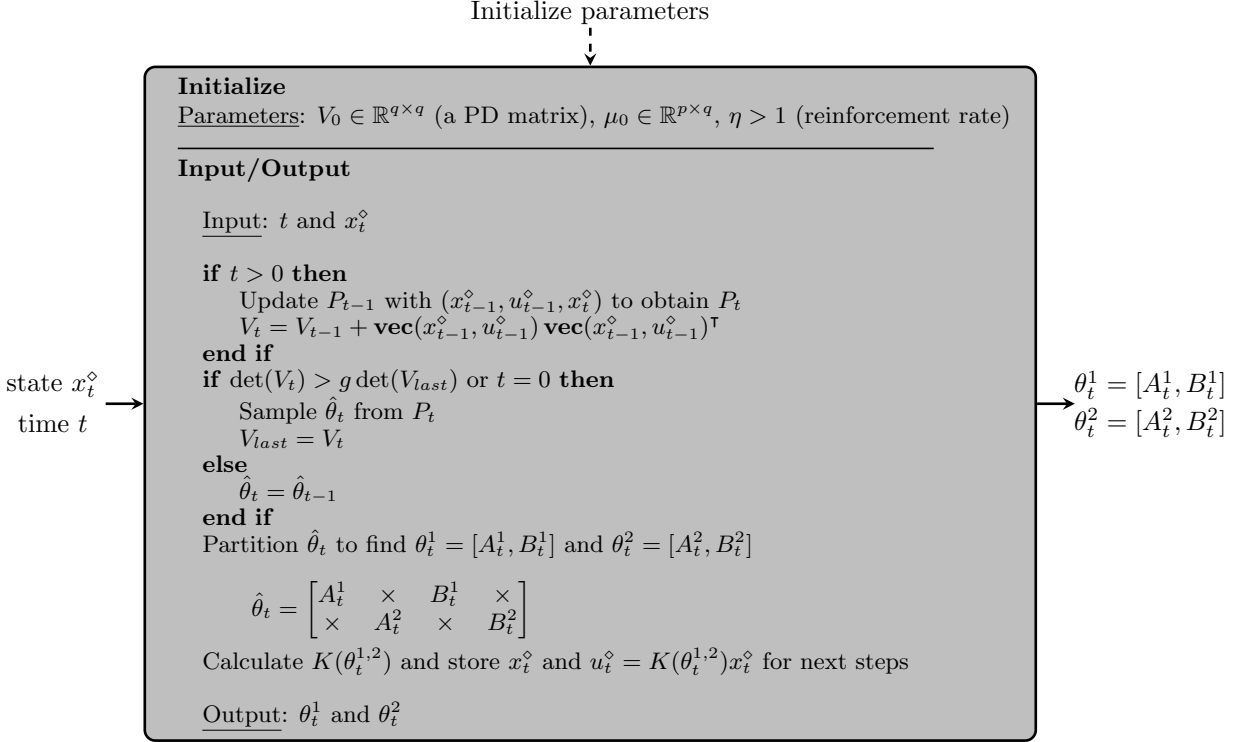 Initialize parameters
Initialize
Parameters: V₀ ∈ ℝ^{q×q} (a PD matrix), μ₀ ∈ ℝ^{p×q}, η > 1 (reinforcement rate)
Input/Output
Input: t and x_t^⋄
if t > 0 then
Update P_{t−1} with (x_{t−1}^⋄, u_{t−1}^⋄, x_t^⋄) to obtain P_t
V_t = V_{t−1} + vec(x_{t−1}^⋄, u_{t−1}^⋄) vec(x_{t−1}^⋄, u_{t−1}^⋄)^⊺
end if
if det(V_t) > g det(V_{last}) or t = 0 then
Sample θ̂_t from P_t
V_{last} = V_t
else
θ̂_t = θ̂_{t−1}
end if
Partition θ̂_t to find θ_t^1 = [A_t^1, B_t^1] and θ_t^2 = [A_t^2, B_t^2]
θ̂_t = [A_t^1 × B_t^1 ×
× A_t^2 × B_t^2]
Calculate K(θ_t^{1,2}) and store x_t^⋄ and u_t^⋄ = K(θ_t^{1,2})x_t^⋄ for next steps
Output: θ_t^1 and θ_t^2
state x_t^⋄
time t
θ_t^1 = [A_t^1, B_t^1]
θ_t^2 = [A_t^2, B_t^2]